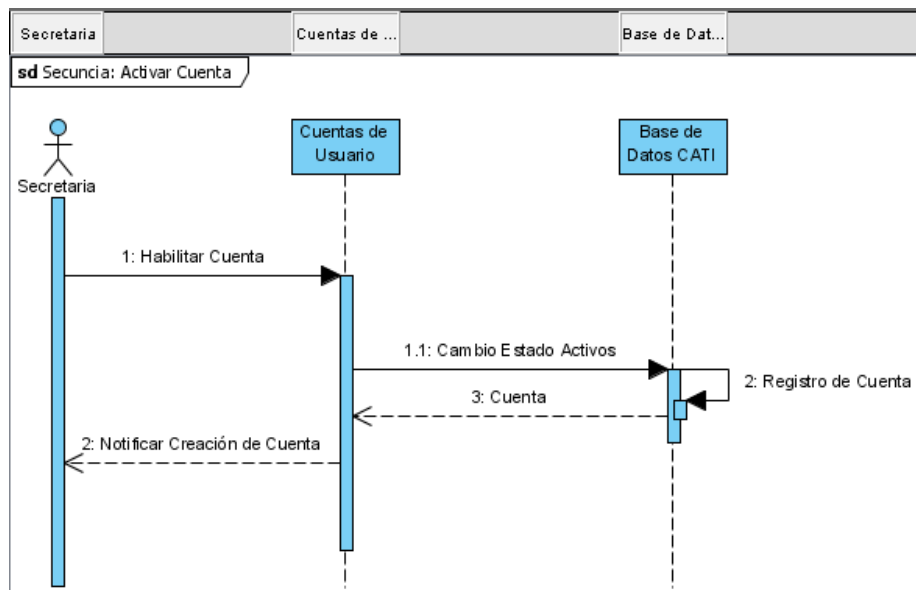 Secretaria
Cuentas de ...
Base de Dat...
sd Secuncia: Activar Cuenta
Cuentas de
Usuario
Base de
Datos CATI
Secretaria
1: Habilitar Cuenta
1.1: Cambio Estado Activos
2: Registro de Cuenta
3: Cuenta
2: Notificar Creación de Cuenta